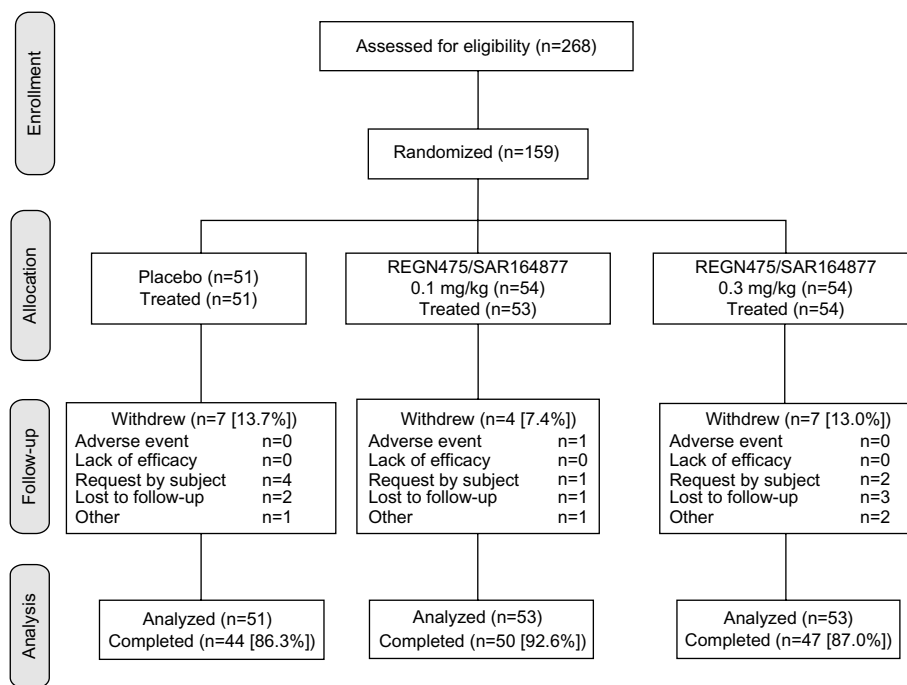 Enrollment
Assessed for eligibility (n=268)
Randomized (n=159)
Allocation
Placebo (n=51)
Treated (n=51)
REGN475/SAR164877
0.1 mg/kg (n=54)
Treated (n=53)
REGN475/SAR164877
0.3 mg/kg (n=54)
Treated (n=54)
Follow-up
Withdrew (n=7 [13.7%])
Adverse event n=0
Lack of efficacy n=0
Request by subject n=4
Lost to follow-up n=2
Other n=1
Withdrew (n=4 [7.4%])
Adverse event n=1
Lack of efficacy n=0
Request by subject n=1
Lost to follow-up n=1
Other n=1
Withdrew (n=7 [13.0%])
Adverse event n=0
Lack of efficacy n=0
Request by subject n=2
Lost to follow-up n=3
Other n=2
Analysis
Analyzed (n=51)
Completed (n=44 [86.3%])
Analyzed (n=53)
Completed (n=50 [92.6%])
Analyzed (n=53)
Completed (n=47 [87.0%])